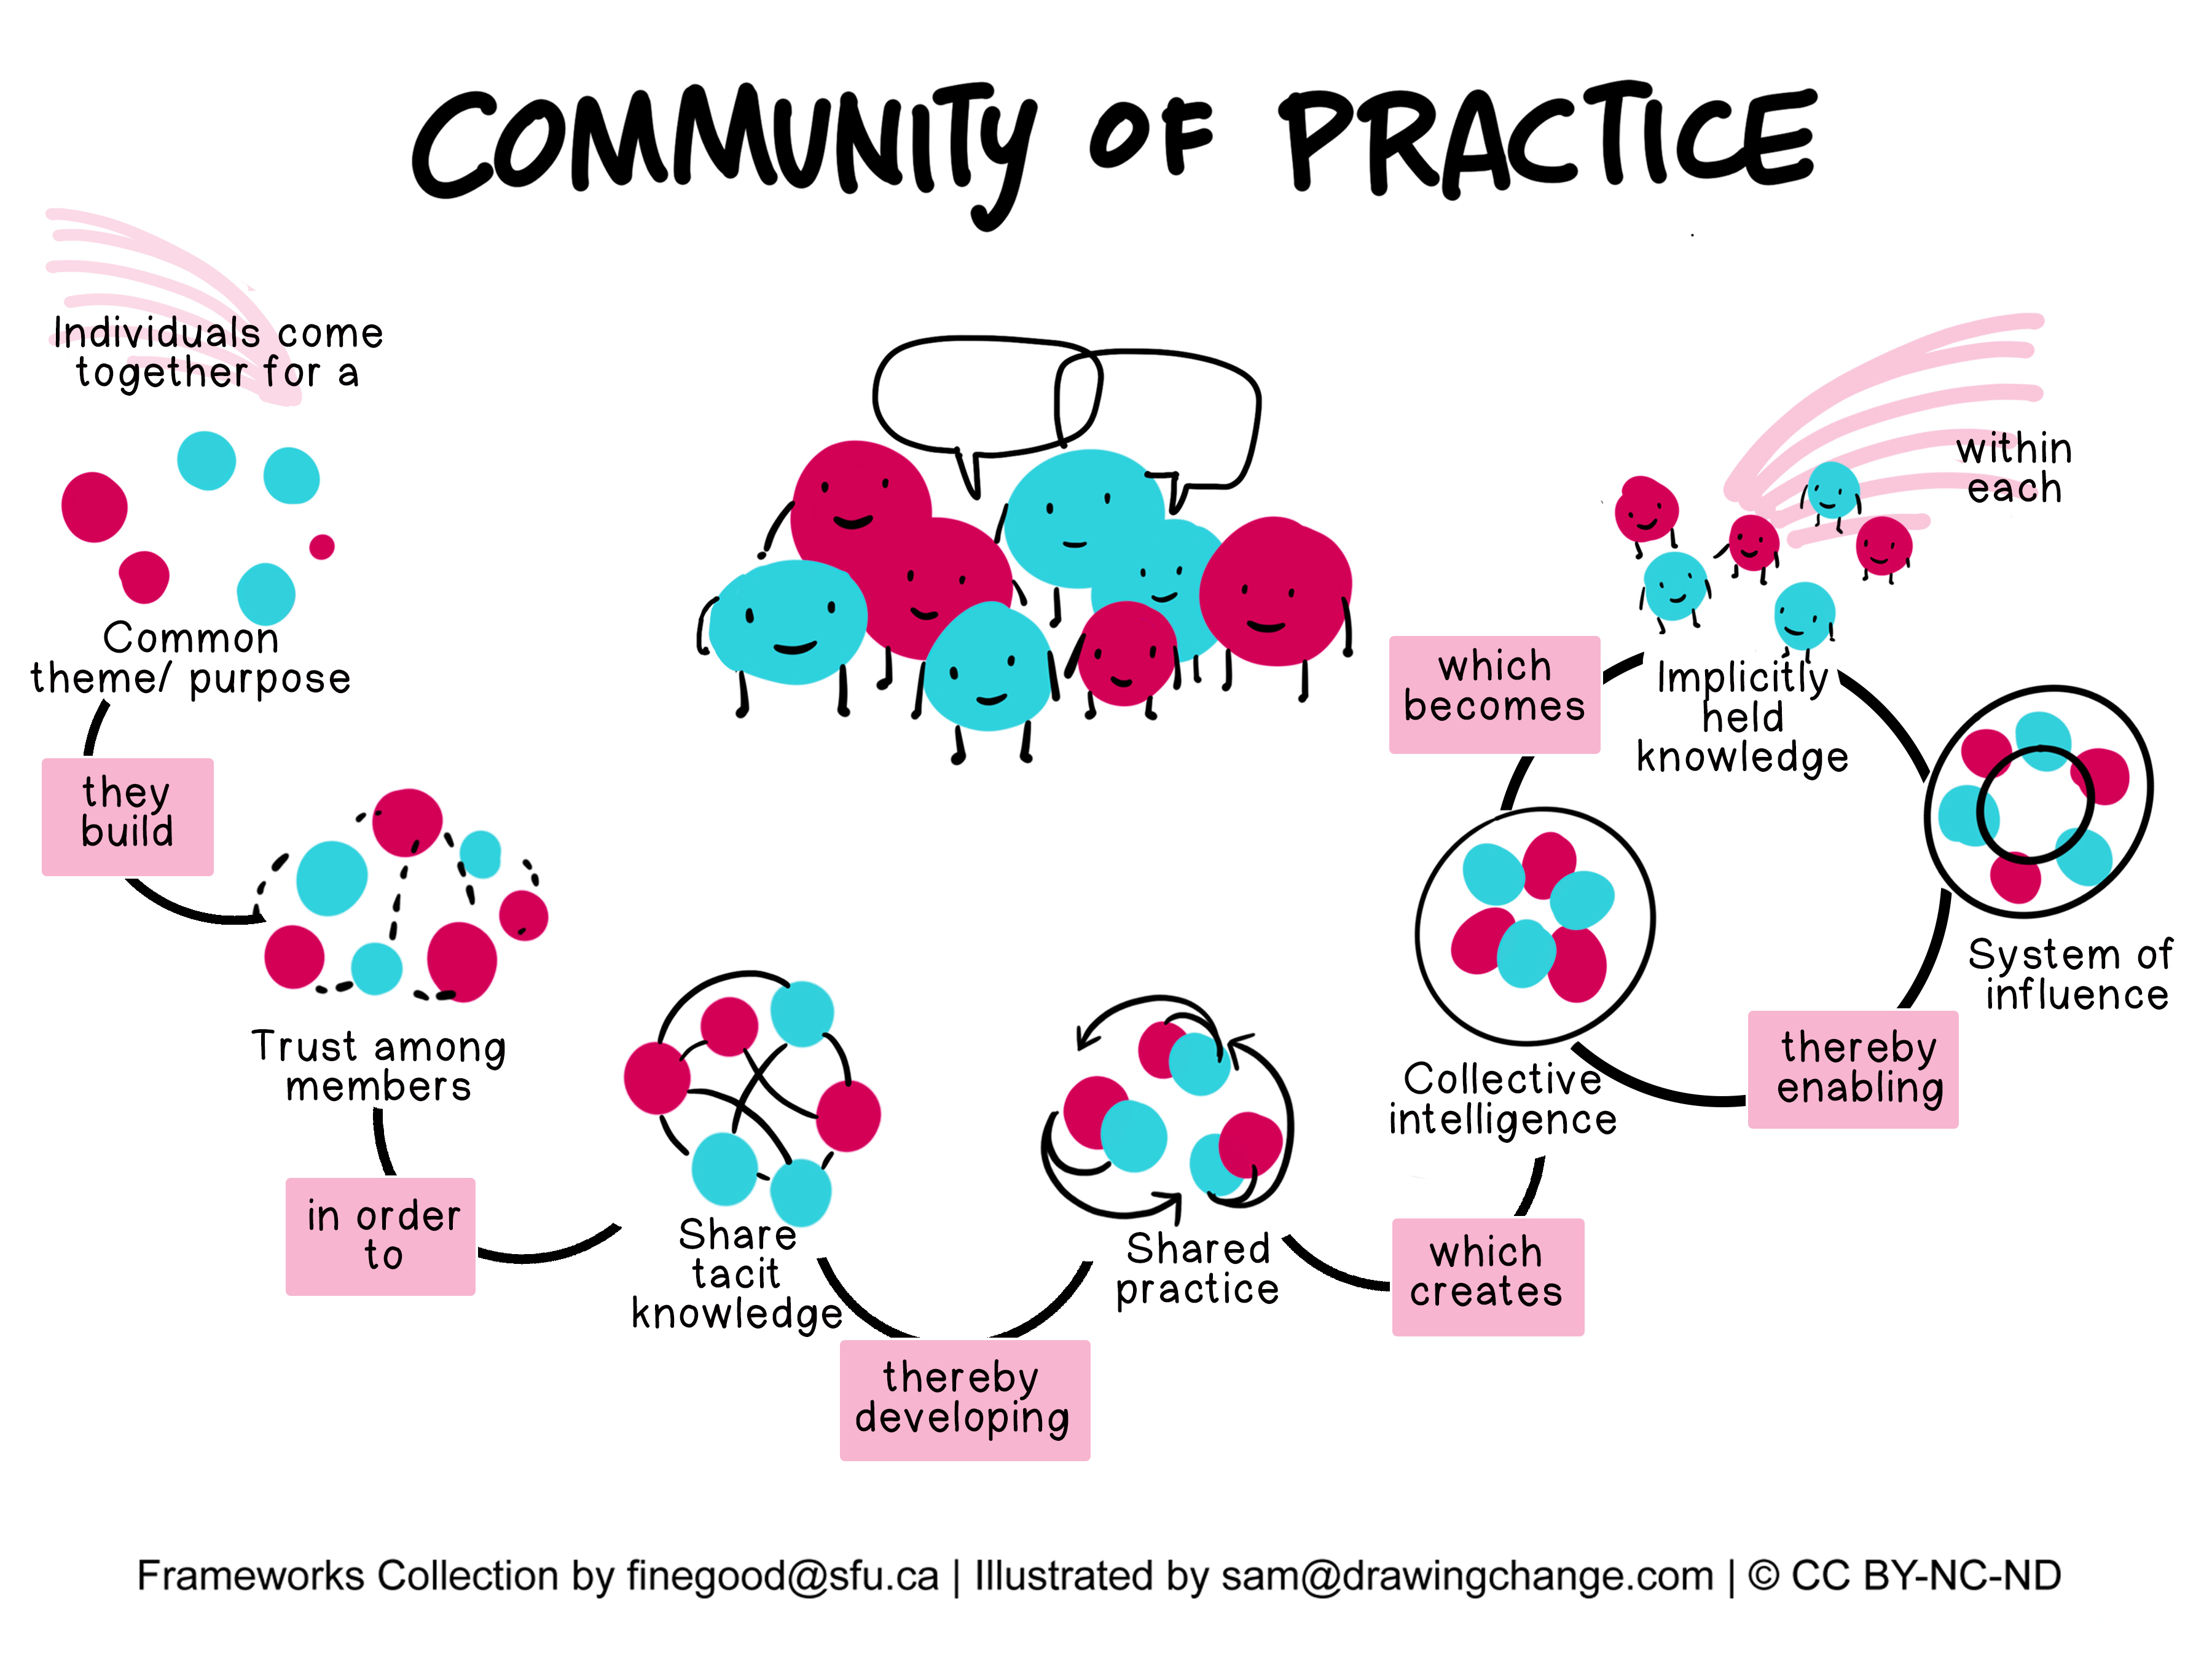 COMMUNITY OF PRACTICE
Individuals come
together for a
Common
theme/ purpose
they
build
Trust among
members
in order
to
Share
tacit
knowledge
thereby
developing
Shared
practice
which
creates
Collective
intelligence
which
becomes
Implicitly
held
knowledge
within
each
System of
influence
thereby
enabling
Frameworks Collection by finegood@sfu.ca | Illustrated by sam@drawingchange.com | © CC BY-NC-ND